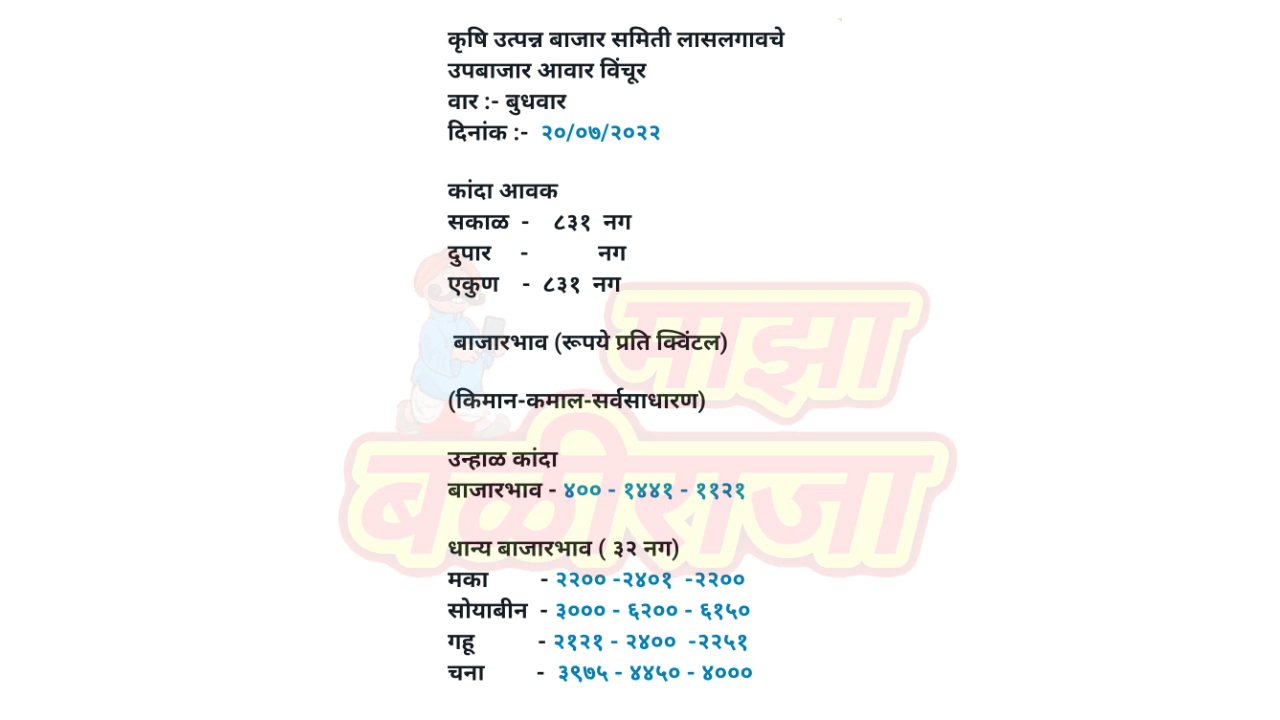 कृषि उत्पन्न बाजार समिती लासलगावचे
उपबाजार आवार विंचूर
वार :- बुधवार
दिनांक :- २०/०७/२०२२
कांदा आवक
सकाळ - ८३१ नग
दुपार - नग
एकुण - ८३१ नग
बाजारभाव (रूपये प्रति क्विंटल)
(किमान-कमाल-सर्वसाधारण)
उन्हाळ कांदा
बाजारभाव - ४०० - १४४१ - ११२१
धान्य बाजारभाव ( ३२ नग)
मका - २२०० -२४०१ -२२००
सोयाबीन - ३००० - ६२०० - ६१५०
गहू - २१२१ - २४०० -२२५१
चना - ३९७५ - ४४५० - ४०००
माझा
बळीराजा